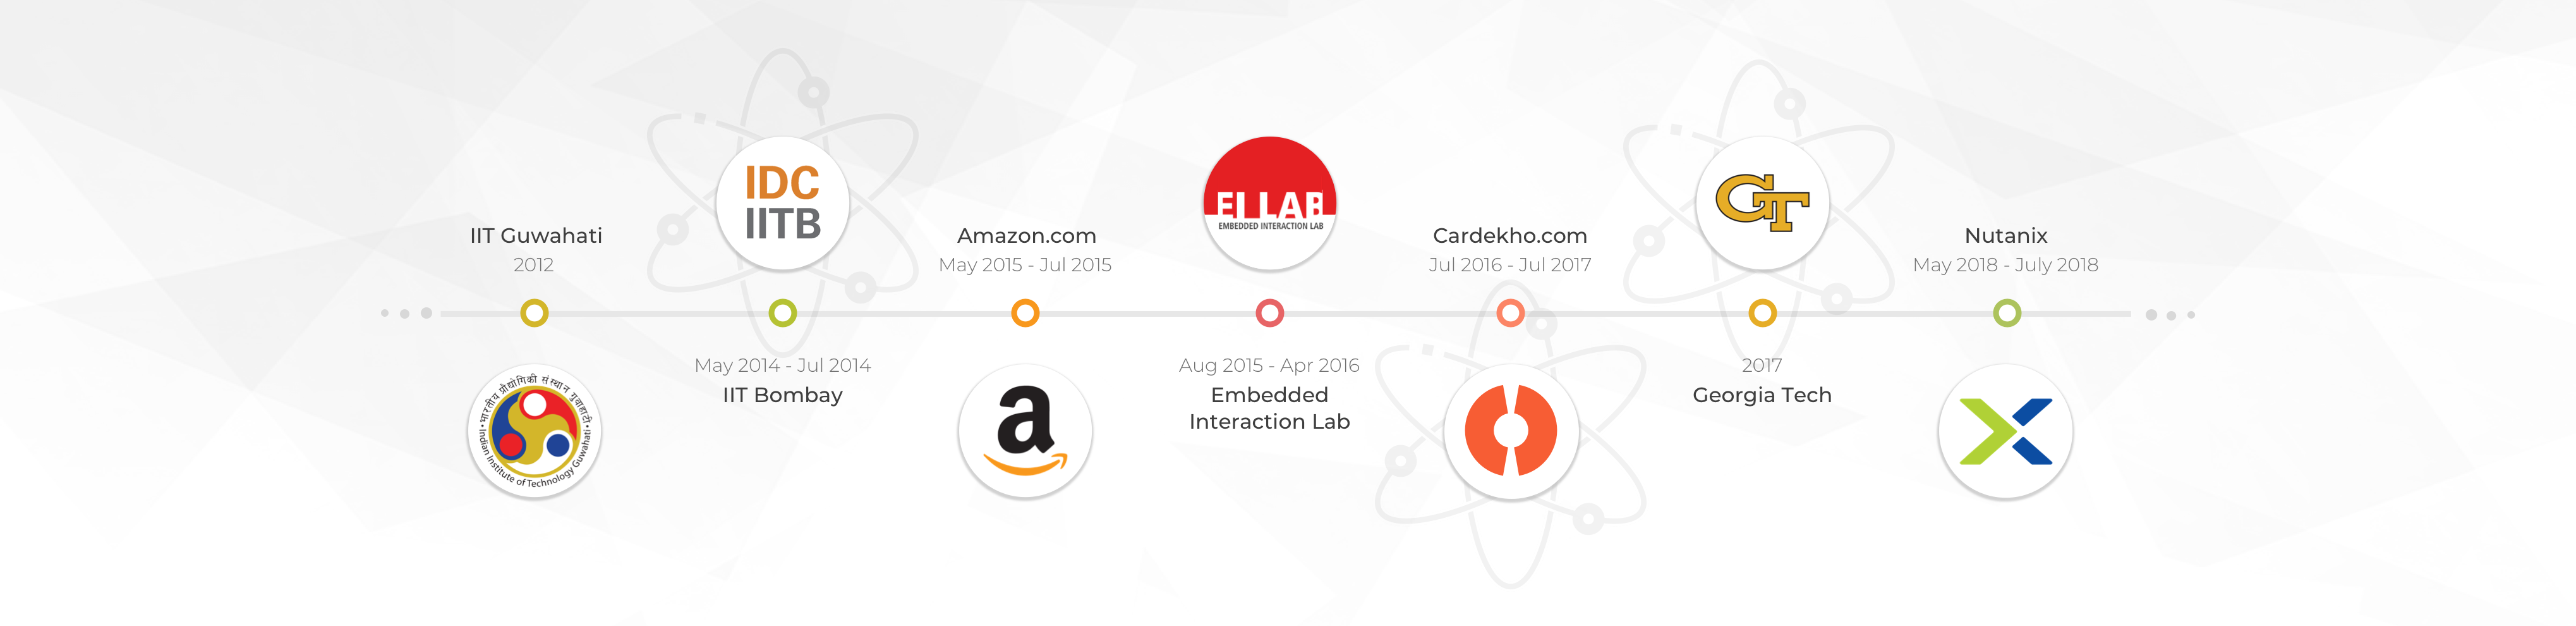 IIT Guwahati
2012
भारतीय प्रौद्योगिकी संस्थान गुवाहाटी
Indian Institute of Technology Guwahati
IDC
IITB
May 2014 - Jul 2014
IIT Bombay
Amazon.com
May 2015 - Jul 2015
a
ELLAB
EMBEDDED INTERACTION LAB
Aug 2015 - Apr 2016
Embedded
Interaction Lab
Cardekho.com
Jul 2016 - Jul 2017
GT
2017
Georgia Tech
Nutanix
May 2018 - July 2018